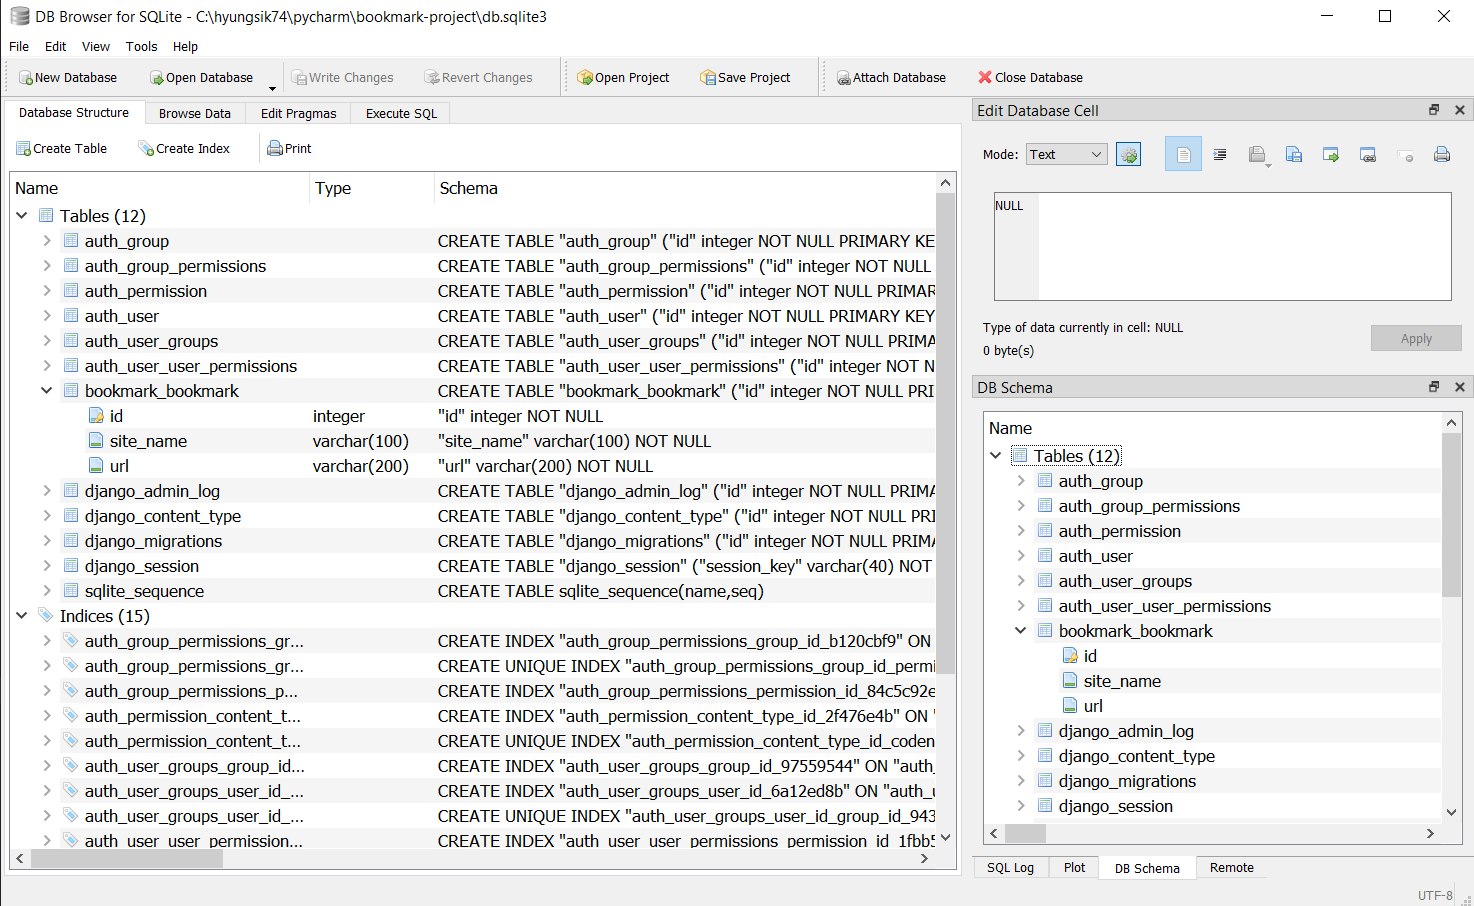 DB Browser for SQLite - C:\hyungsik74\pycharm\bookmark-project\db.sqlite3
File Edit View Tools Help
New Database Open Database Write Changes Revert Changes Open Project Save Project Attach Database Close Database
Database Structure Browse Data Edit Pragmas Execute SQL
Create Table Create Index Print
Name Type Schema
Tables (12)
auth_group CREATE TABLE "auth_group" ("id" integer NOT NULL PRIMARY KE
auth_group_permissions CREATE TABLE "auth_group_permissions" ("id" integer NOT NULL
auth_permission CREATE TABLE "auth_permission" ("id" integer NOT NULL PRIMAR
auth_user CREATE TABLE "auth_user" ("id" integer NOT NULL PRIMARY KEY
auth_user_groups CREATE TABLE "auth_user_groups" ("id" integer NOT NULL PRIMA
auth_user_user_permissions CREATE TABLE "auth_user_user_permissions" ("id" integer NOT N
bookmark_bookmark CREATE TABLE "bookmark_bookmark" ("id" integer NOT NULL PRI
id integer "id" integer NOT NULL
site_name varchar(100) "site_name" varchar(100) NOT NULL
url varchar(200) "url" varchar(200) NOT NULL
django_admin_log CREATE TABLE "django_admin_log" ("id" integer NOT NULL PRIMA
django_content_type CREATE TABLE "django_content_type" ("id" integer NOT NULL PRI
django_migrations CREATE TABLE "django_migrations" ("id" integer NOT NULL PRIMA
django_session CREATE TABLE "django_session" ("session_key" varchar(40) NOT
sqlite_sequence CREATE TABLE sqlite_sequence(name,seq)
Indices (15)
auth_group_permissions_gr... CREATE INDEX "auth_group_permissions_group_id_b120cbf9" ON
auth_group_permissions_gr... CREATE UNIQUE INDEX "auth_group_permissions_group_id_permi
auth_group_permissions_p... CREATE INDEX "auth_group_permissions_permission_id_84c5c92e
auth_permission_content_t... CREATE INDEX "auth_permission_content_type_id_2f476e4b" ON "
auth_permission_content_t... CREATE UNIQUE INDEX "auth_permission_content_type_id_coden
auth_user_groups_group_id... CREATE INDEX "auth_user_groups_group_id_97559544" ON "auth_
auth_user_groups_user_id_... CREATE INDEX "auth_user_groups_user_id_6a12ed8b" ON "auth_u
auth_user_groups_user_id_... CREATE UNIQUE INDEX "auth_user_groups_user_id_group_id_943
auth_user_user_permission... CREATE INDEX "auth_user_user_permissions_permission_id_1fbb5
Edit Database Cell
Mode: Text
NULL
Type of data currently in cell: NULL
0 byte(s)
Apply
DB Schema
Name
Tables (12)
auth_group
auth_group_permissions
auth_permission
auth_user
auth_user_groups
auth_user_user_permissions
bookmark_bookmark
id
site_name
url
django_admin_log
django_content_type
django_migrations
django_session
SQL Log Plot DB Schema Remote
UTF-8